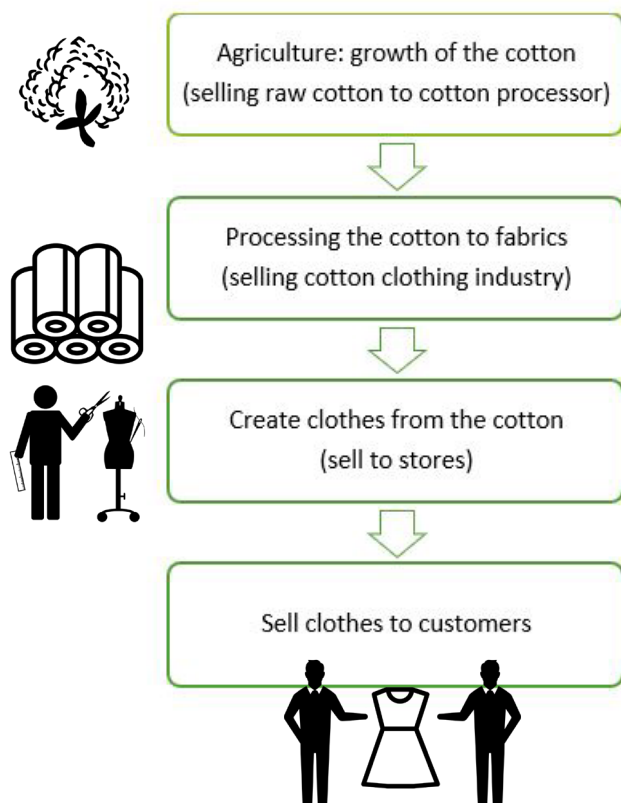 Agriculture: growth of the cotton
(selling raw cotton to cotton processor)
Processing the cotton to fabrics
(selling cotton clothing industry)
Create clothes from the cotton
(sell to stores)
Sell clothes to customers